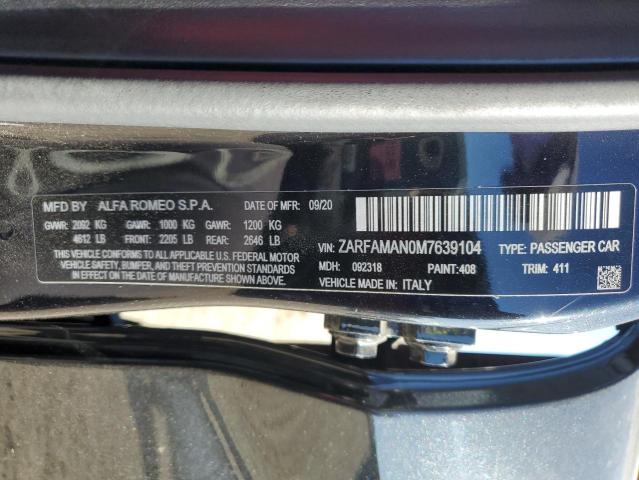 MFD BY ALFA ROMEO S.P.A. DATE OF MFR: 09/20
GVWR: 2092 KG GAWR: 1000 KG GAWR: 1200 KG
4612 LB FRONT: 2205 LB REAR: 2646 LB
THIS VEHICLE CONFORMS TO ALL APPLICABLE U.S. FEDERAL MOTOR
VEHICLE SAFETY, BUMPER, AND THEFT PREVENTION STANDARDS
IN EFFECT ON THE DATE OF MANUFACTURE SHOWN ABOVE.
VIN: ZARFAMAN0M7639104 TYPE: PASSENGER CAR
MDH: 092318 PAINT: 408 TRIM: 411
VEHICLE MADE IN: ITALY